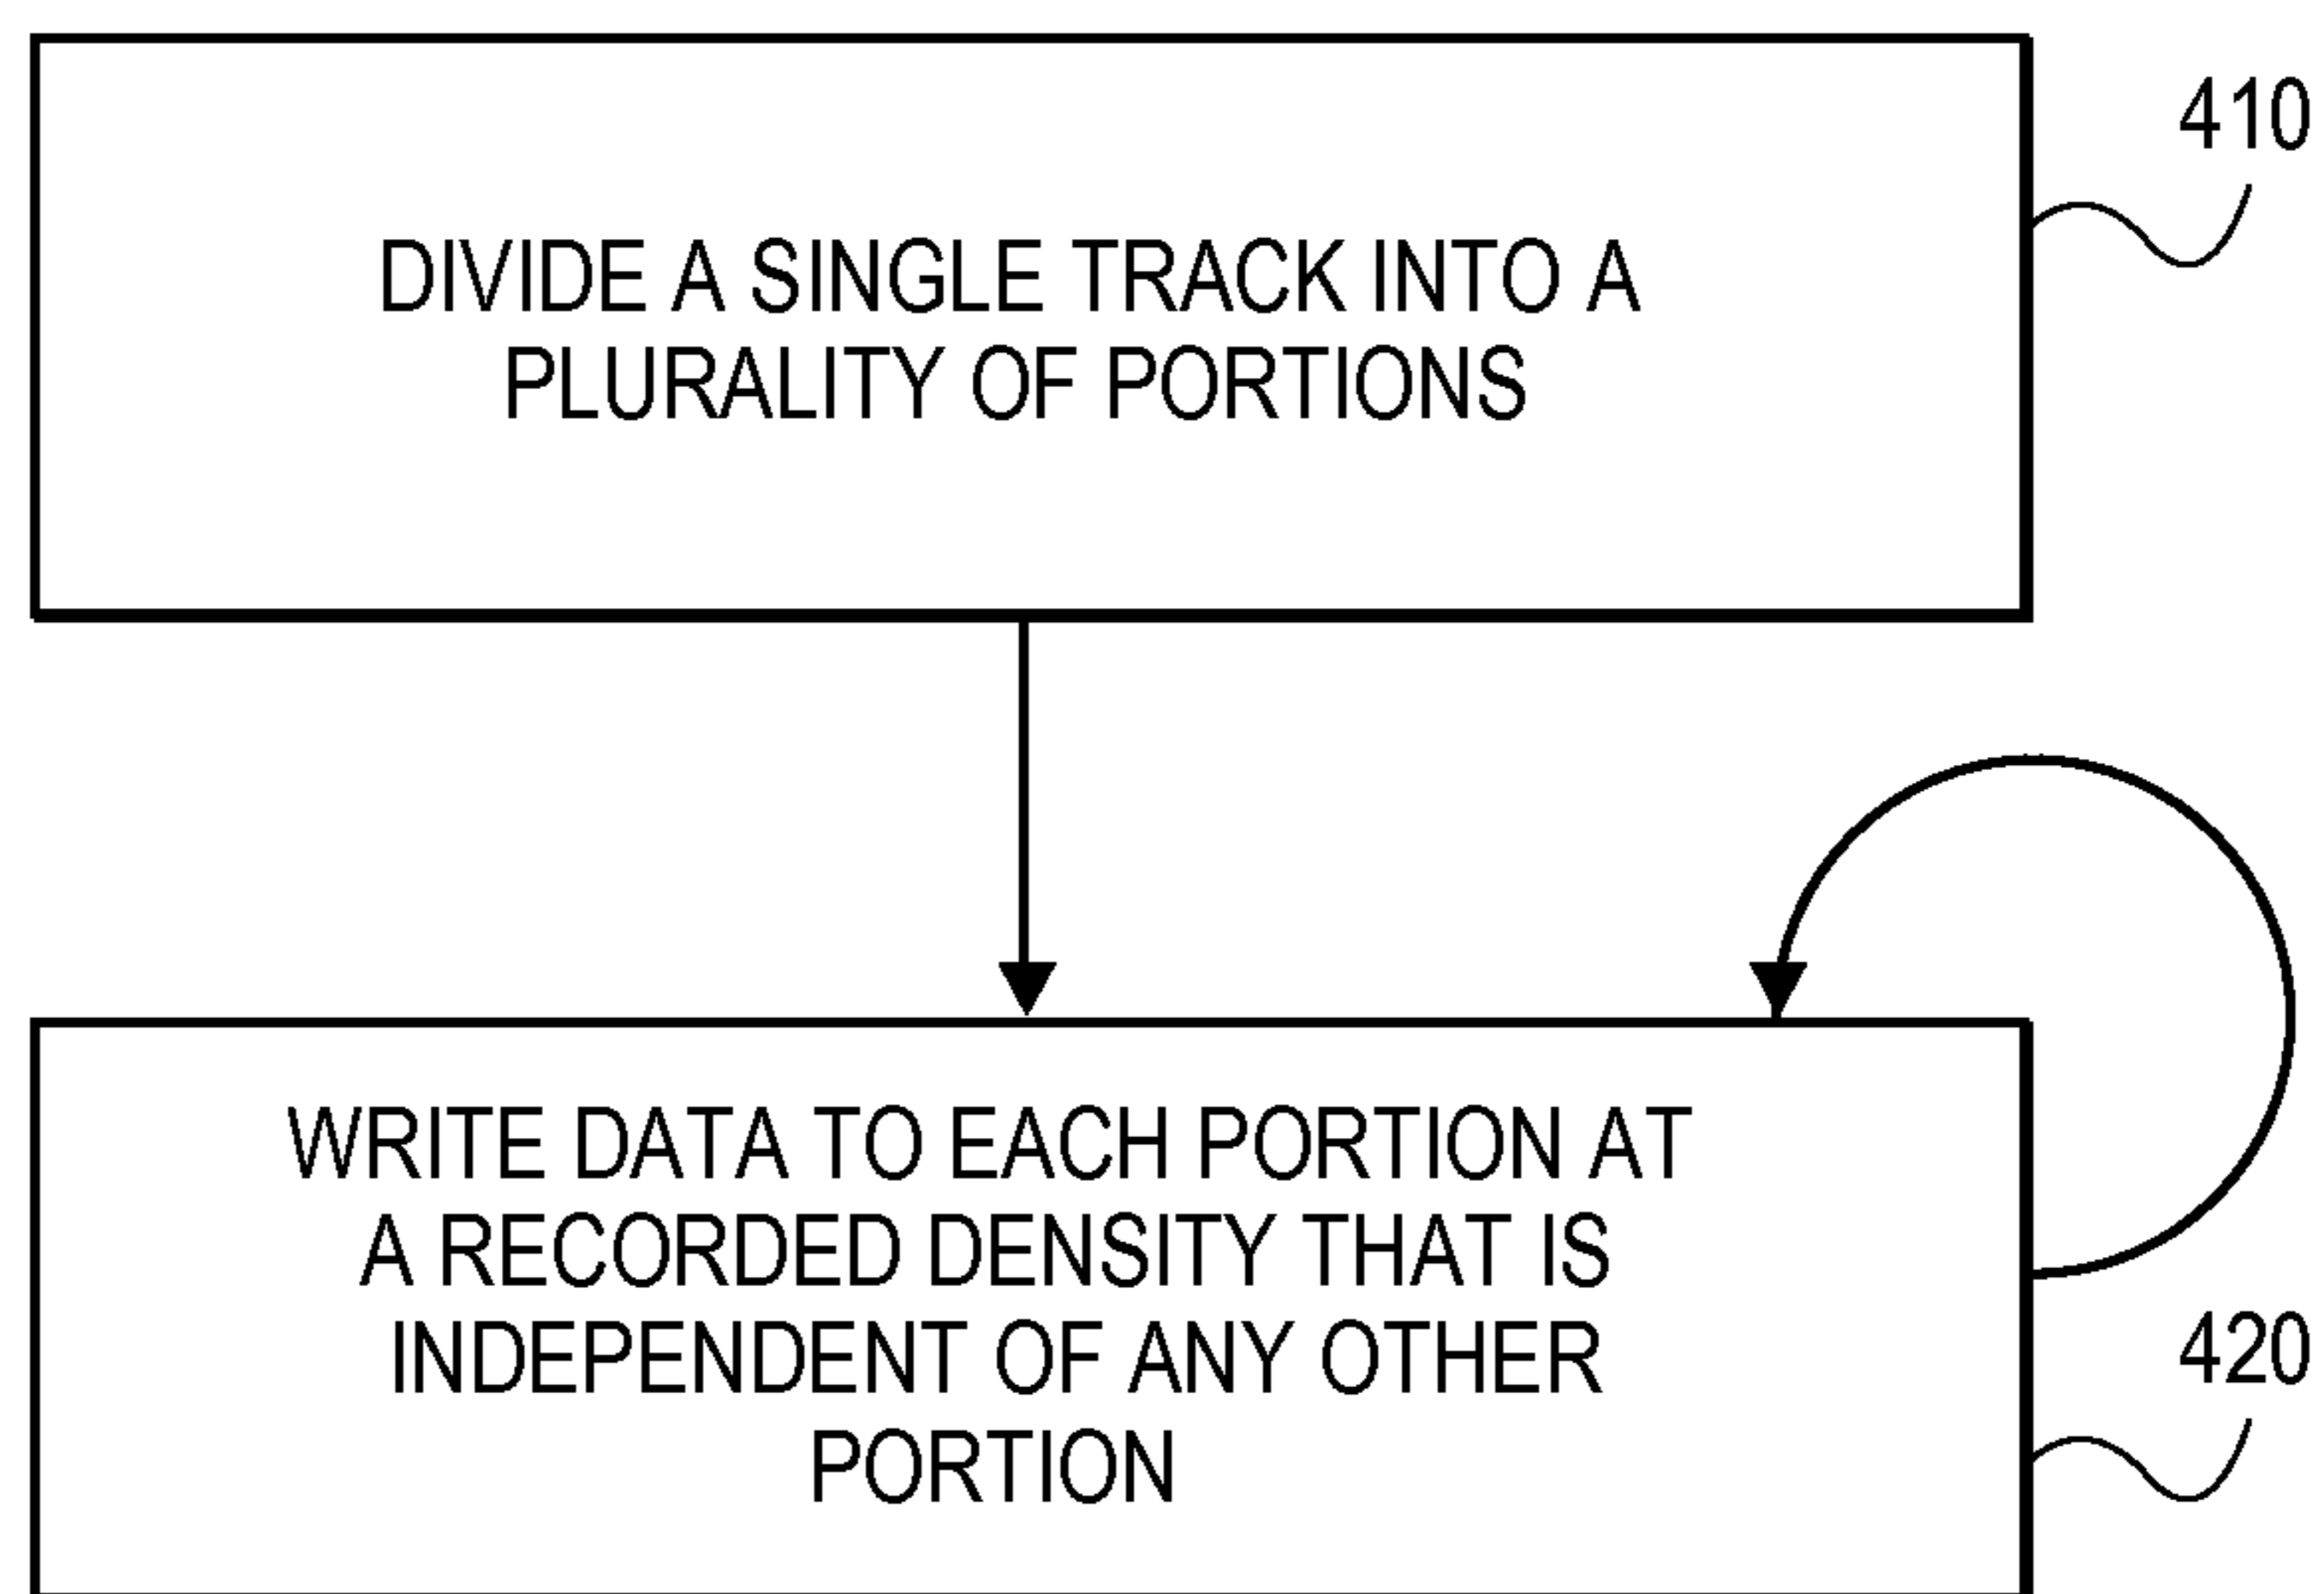 410
DIVIDE A SINGLE TRACK INTO A
PLURALITY OF PORTIONS
WRITE DATA TO EACH PORTION AT
A RECORDED DENSITY THAT IS
INDEPENDENT OF ANY OTHER
PORTION
420